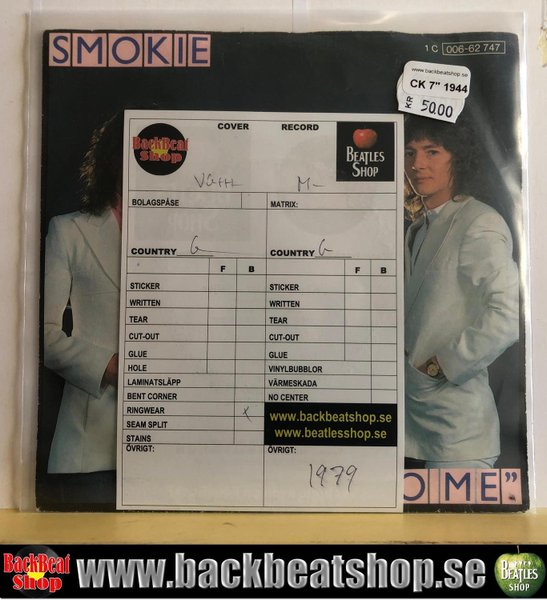 SMOKIE
1 C 006-62 747
www.backbeatshop.se
CK 7" 1944
KR 50.00
COVER RECORD
BackBeat
Shop
BEATLES
SHOP
VG+++ M-
BOLAGSPÅSE MATRIX:
COUNTRY G COUNTRY G
F B F B
STICKER STICKER
WRITTEN WRITTEN
TEAR TEAR
CUT-OUT CUT-OUT
GLUE GLUE
HOLE VINYLBUBBLOR
LAMINATSLÄPP VÄRMESKADA
BENT CORNER NO CENTER
RINGWEAR x
SEAM SPLIT
STAINS
www.backbeatshop.se
www.beatlesshop.se
ÖVRIGT: ÖVRIGT:
1979
O ME"
BackBeat
Shop
www.backbeatshop.se
BEATLES
SHOP